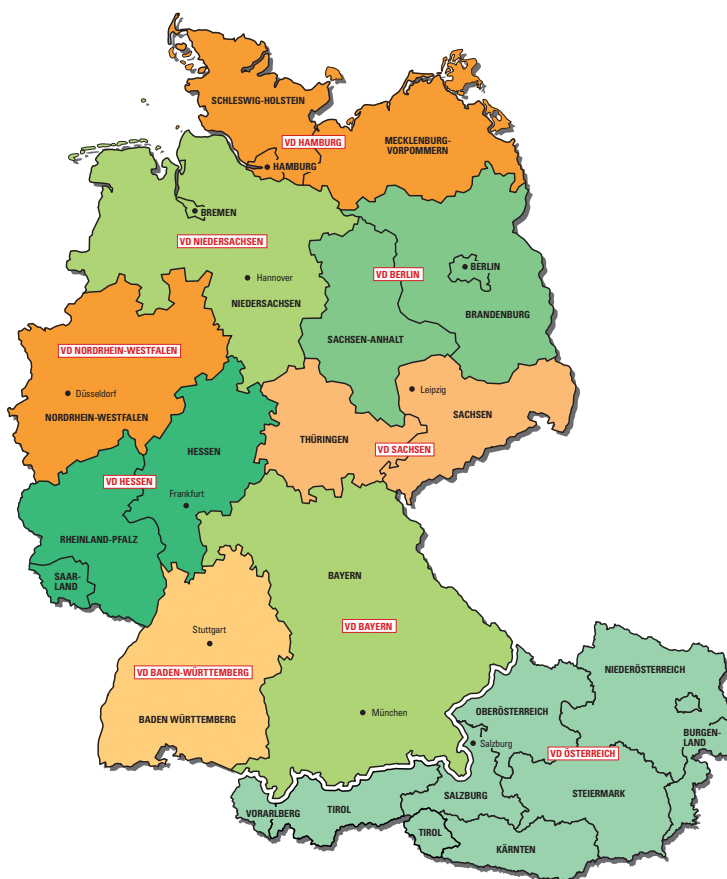 SCHLESWIG-HOLSTEIN
VD HAMBURG
MECKLENBURG-
VORPOMMERN
HAMBURG
BREMEN
VD NIEDERSACHSEN
Hannover
NIEDERSACHSEN
VD BERLIN
BERLIN
BRANDENBURG
SACHSEN-ANHALT
VD NORDRHEIN-WESTFALEN
Düsseldorf
NORDRHEIN-WESTFALEN
Leipzig
SACHSEN
THÜRINGEN
VD SACHSEN
HESSEN
VD HESSEN
Frankfurt
RHEINLAND-PFALZ
SAAR-
LAND
BAYERN
VD BAYERN
Stuttgart
VD BADEN-WÜRTTEMBERG
BADEN WÜRTTEMBERG
München
NIEDERÖSTERREICH
OBERÖSTERREICH
BURGEN-
LAND
Salzburg
VD ÖSTERREICH
SALZBURG
STEIERMARK
VORARLBERG
TIROL
TIROL
KÄRNTEN